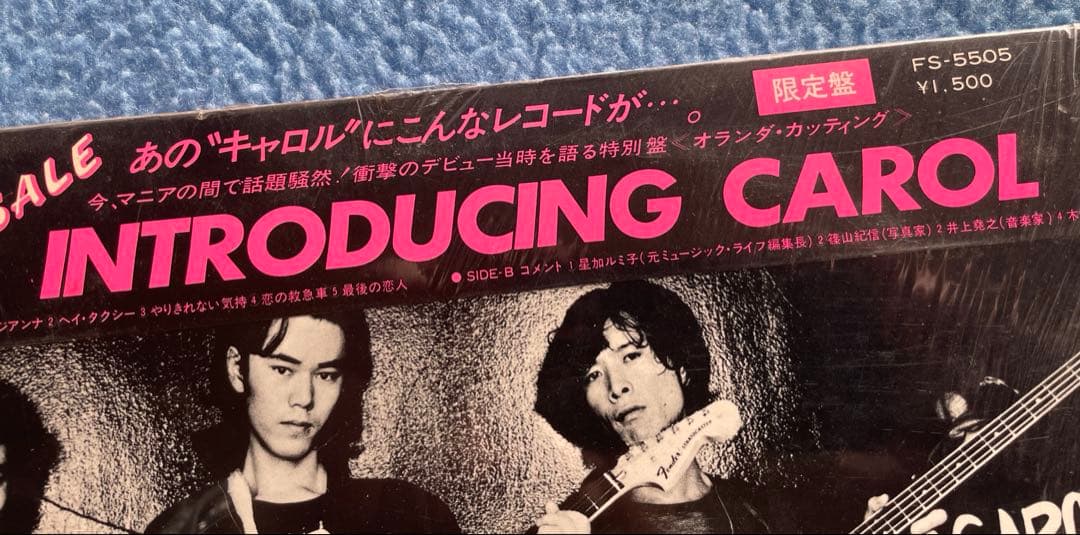 SALE
あの"キャロル"にこんなレコードが…。
限定盤
FS-5505
¥1,500
今、マニアの間で話題騒然!衝撃のデビュー当時を語る特別盤≪オランダ・カッティング≫
INTRODUCING CAROL
ジアンナ 2 ヘイ・タクシー 3 やりきれない気持 4 恋の救急車 5 最後の恋人
●SIDE-B コメント 1 星加ルミ子(元ミュージック・ライフ編集長) 2 篠山紀信(写真家) 2 井上堯之(音楽家) 4 木
Fender STRATOCASTER